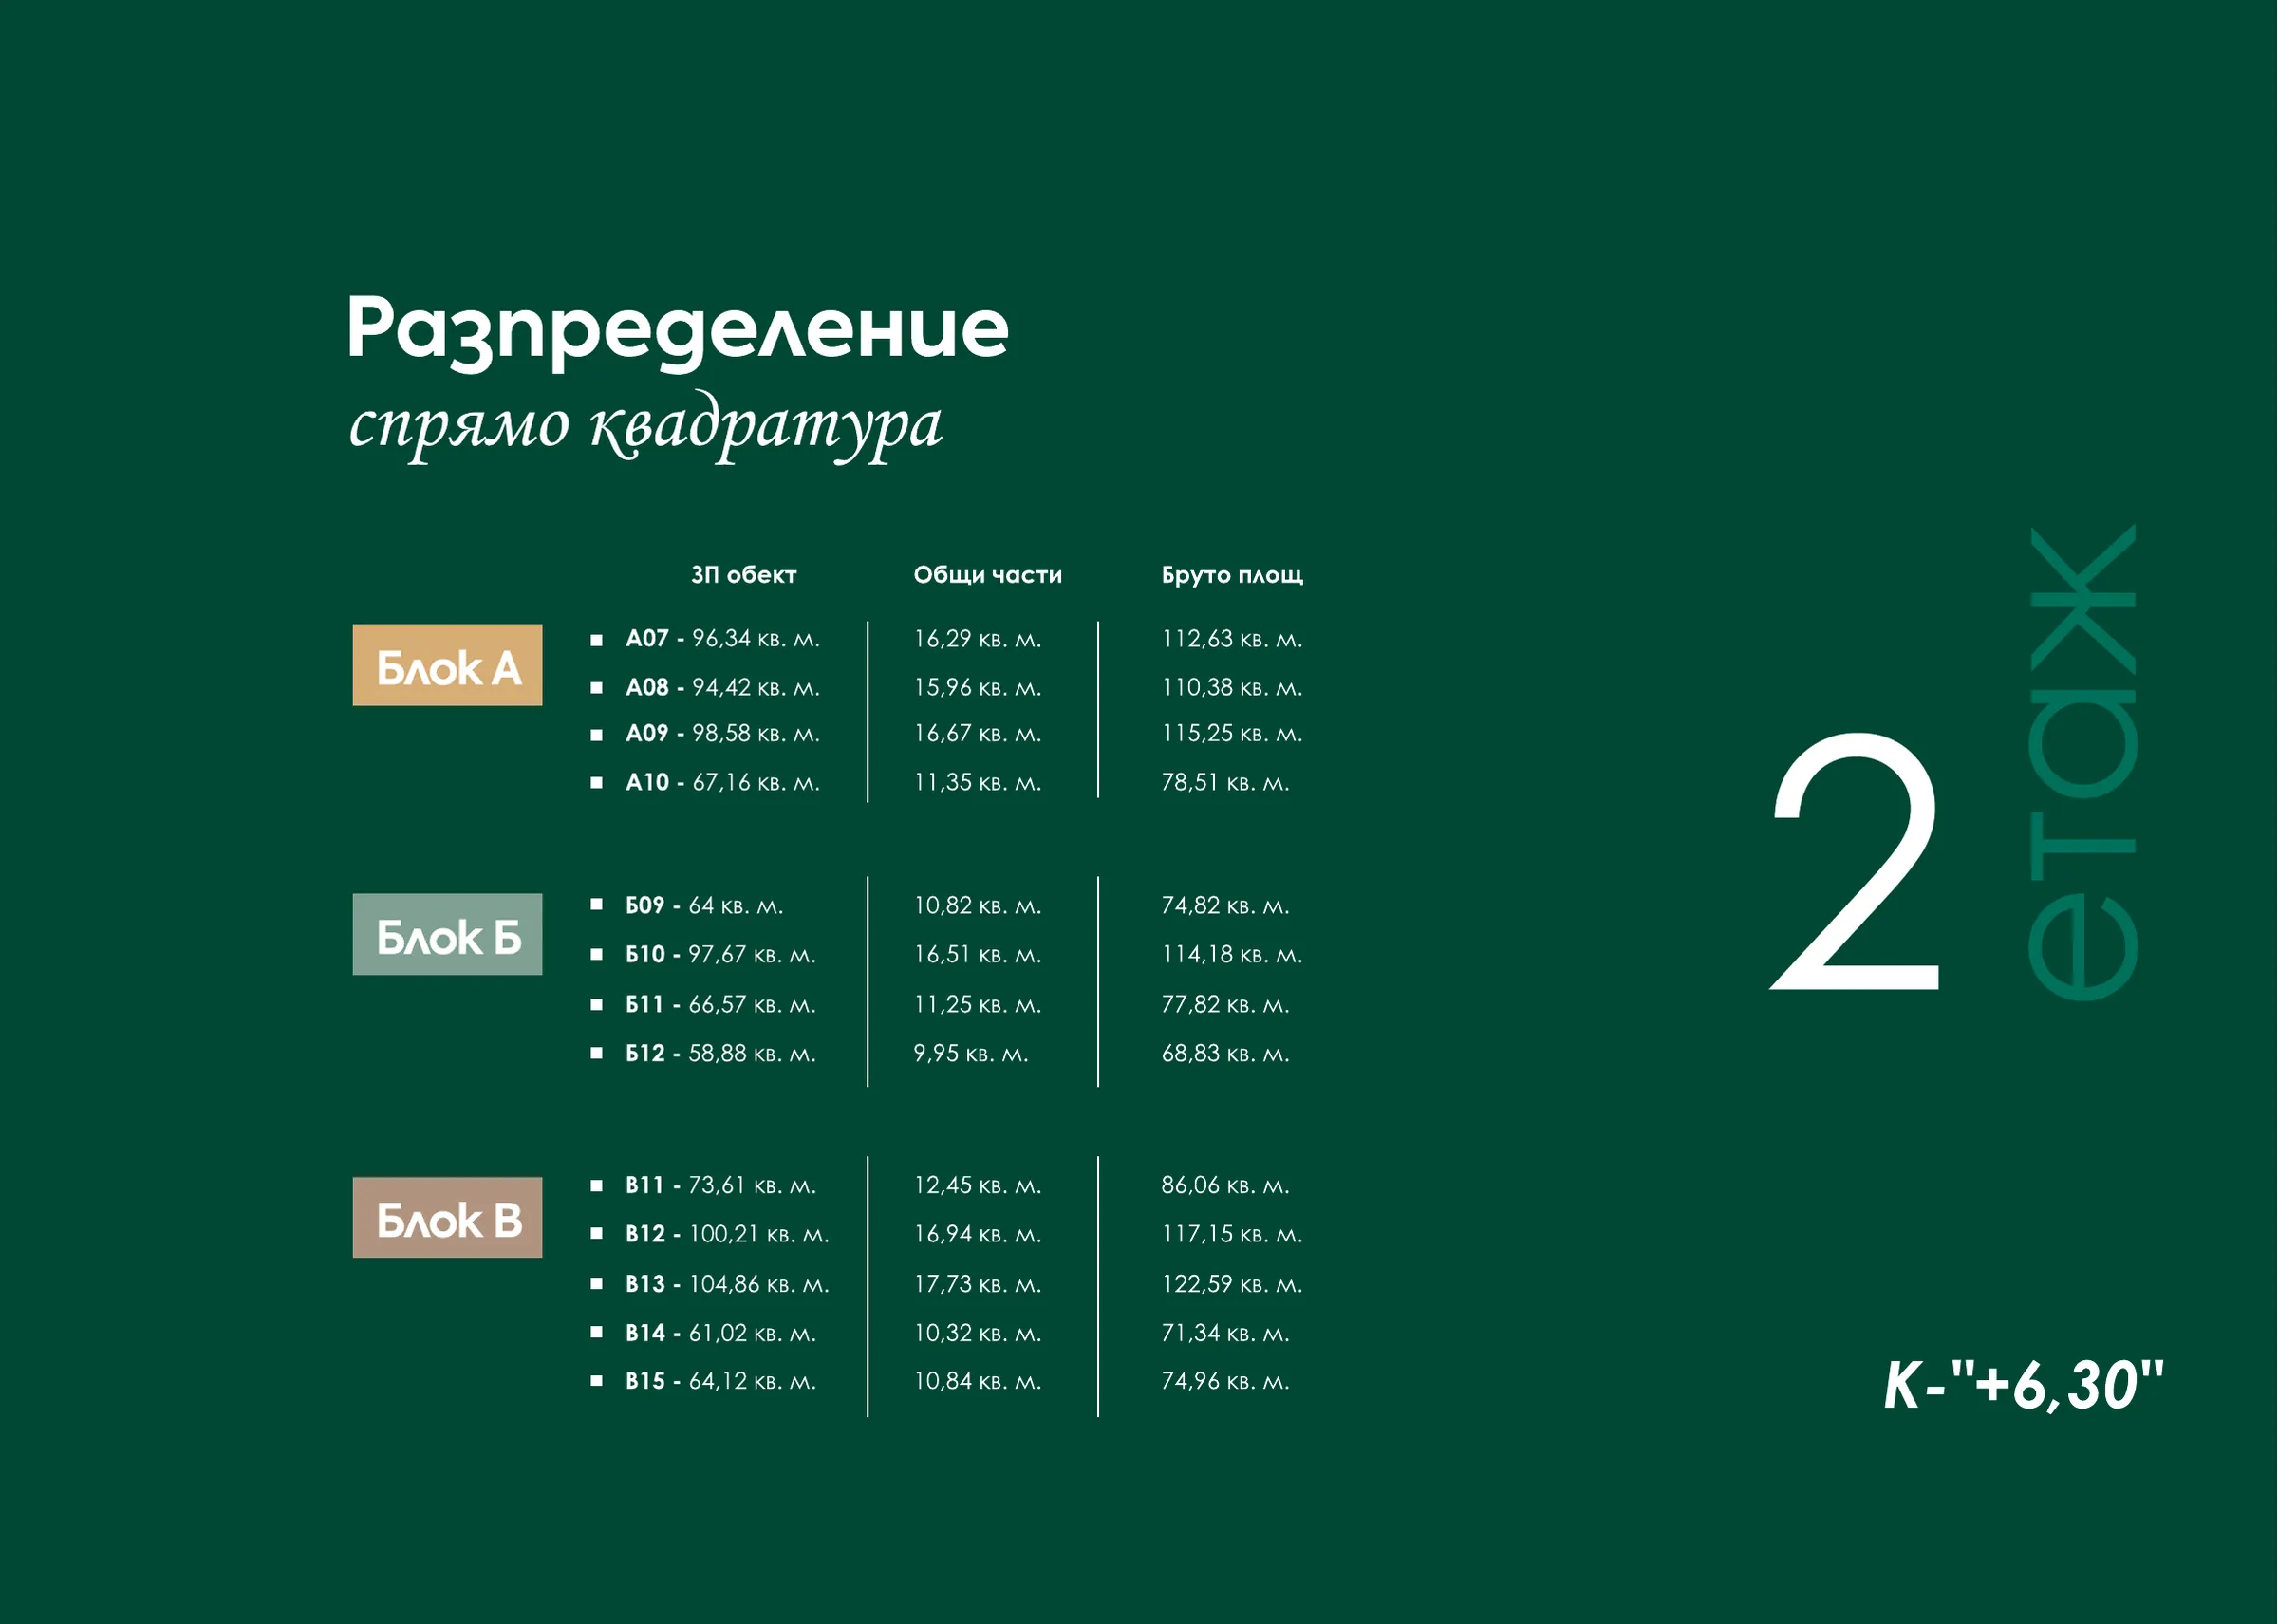 Разпределение
спрямо квадратура
ЗП обект Общи части Бруто площ
Блок А
А07 - 96,34 кв. м. 16,29 кв. м. 112,63 кв. м.
А08 - 94,42 кв. м. 15,96 кв. м. 110,38 кв. м.
А09 - 98,58 кв. м. 16,67 кв. м. 115,25 кв. м.
А10 - 67,16 кв. м. 11,35 кв. м. 78,51 кв. м.
Блок Б
Б09 - 64 кв. м. 10,82 кв. м. 74,82 кв. м.
Б10 - 97,67 кв. м. 16,51 кв. м. 114,18 кв. м.
Б11 - 66,57 кв. м. 11,25 кв. м. 77,82 кв. м.
Б12 - 58,88 кв. м. 9,95 кв. м. 68,83 кв. м.
Блок В
В11 - 73,61 кв. м. 12,45 кв. м. 86,06 кв. м.
В12 - 100,21 кв. м. 16,94 кв. м. 117,15 кв. м.
В13 - 104,86 кв. м. 17,73 кв. м. 122,59 кв. м.
В14 - 61,02 кв. м. 10,32 кв. м. 71,34 кв. м.
В15 - 64,12 кв. м. 10,84 кв. м. 74,96 кв. м.
2
етаж
К-"+6,30"